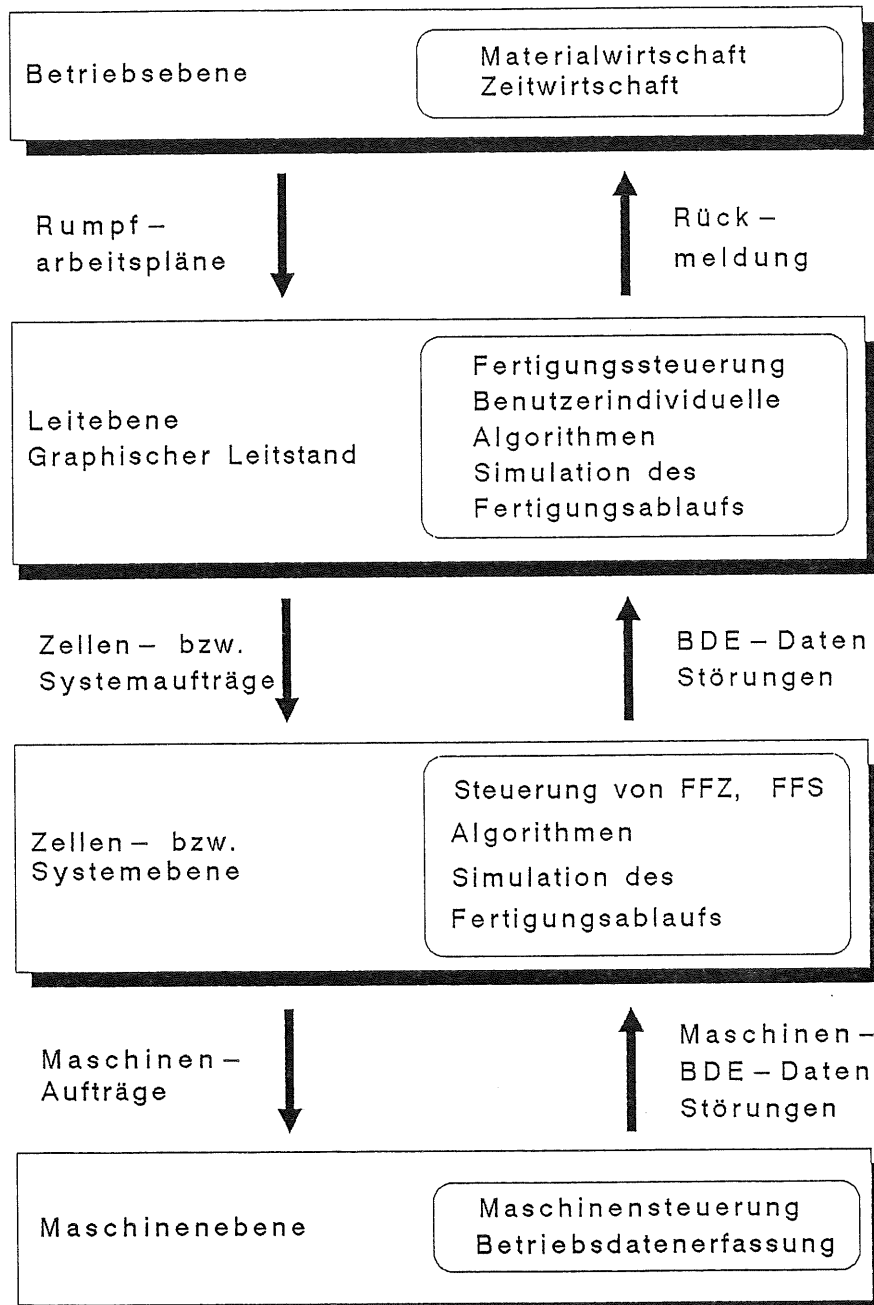 Betriebsebene
Materialwirtschaft
Zeitwirtschaft
Rumpf–
arbeitspläne
Rück–
meldung
Leitebene
Graphischer Leitstand
Fertigungssteuerung
Benutzerindividuelle
Algorithmen
Simulation des
Fertigungsablaufs
Zellen– bzw.
Systemaufträge
BDE–Daten
Störungen
Zellen– bzw.
Systemebene
Steuerung von FFZ, FFS
Algorithmen
Simulation des
Fertigungsablaufs
Maschinen–
Aufträge
Maschinen–
BDE–Daten
Störungen
Maschinenebene
Maschinensteuerung
Betriebsdatenerfassung